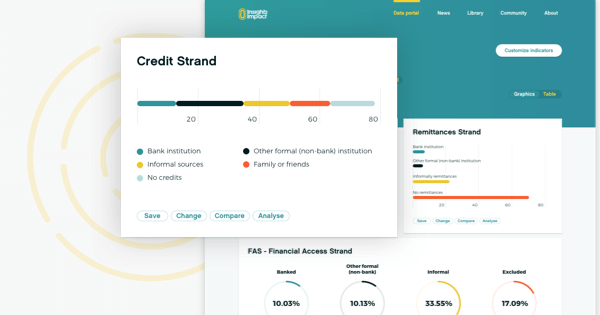 insight2
impact
Data portal
News
Library
Community
About
Customize indicators
Graphics
Table
Credit Strand
20
40
60
80
Bank institution
Other formal (non-bank) institution
Informal sources
Family or friends
No credits
Save
Change
Compare
Analyse
Remittances Strand
Bank institution
Other formal (non-bank) institution
Informally remittances
No remittances
20
40
60
80
Save
Change
Compare
Analyse
FAS - Financial Access Strand
Banked
Other formal
(non-bank)
Informal
Excluded
10.03%
10.13%
33.55%
17.09%